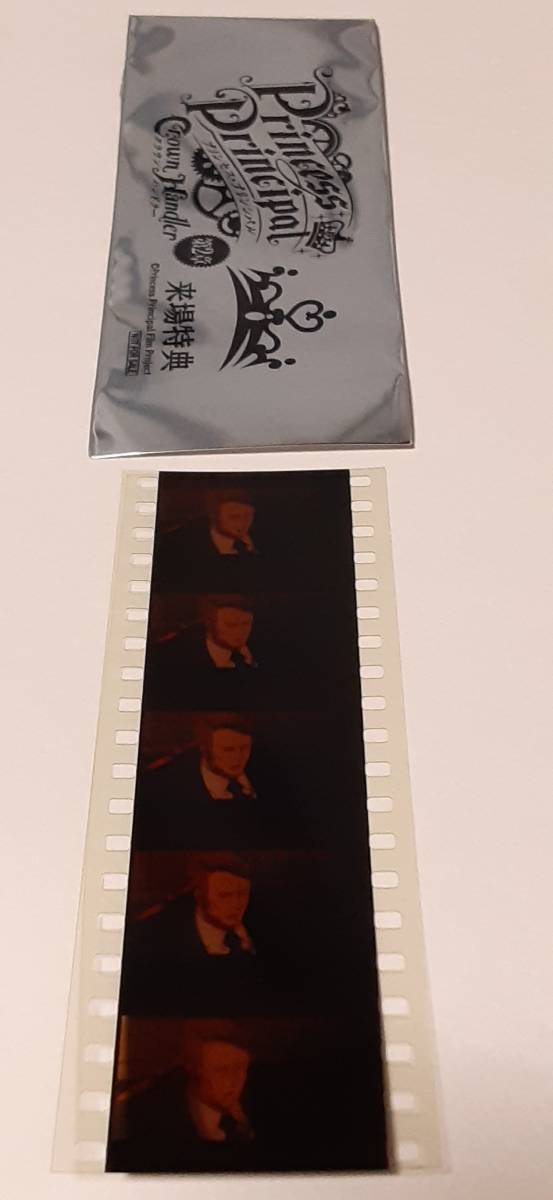 Princess
Principal
プリンセス・プリンシパル
Crown Handler
クラウン ハンドラー
第2章
来場特典
©Princess Principal Film Project
NOT FOR SALE